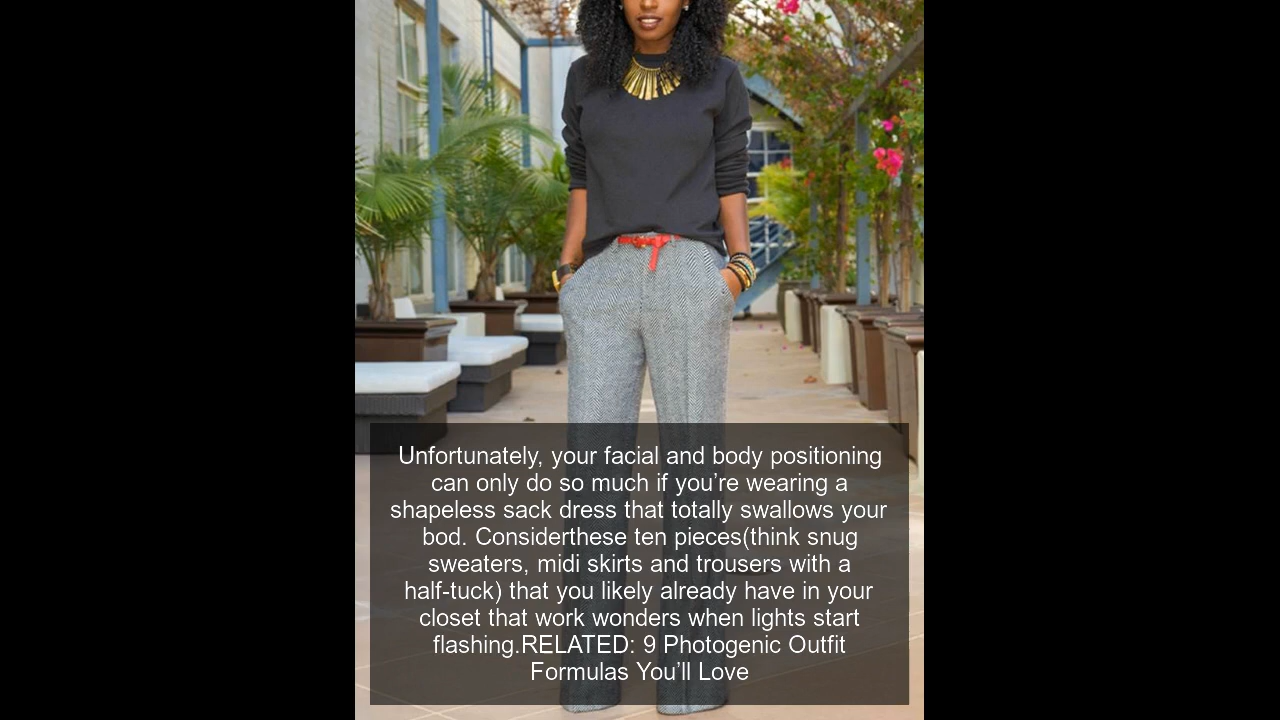 Unfortunately, your facial and body positioning
can only do so much if you’re wearing a
shapeless sack dress that totally swallows your
bod. Considerthese ten pieces(think snug
sweaters, midi skirts and trousers with a
half-tuck) that you likely already have in your
closet that work wonders when lights start
flashing.RELATED: 9 Photogenic Outfit
Formulas You’ll Love